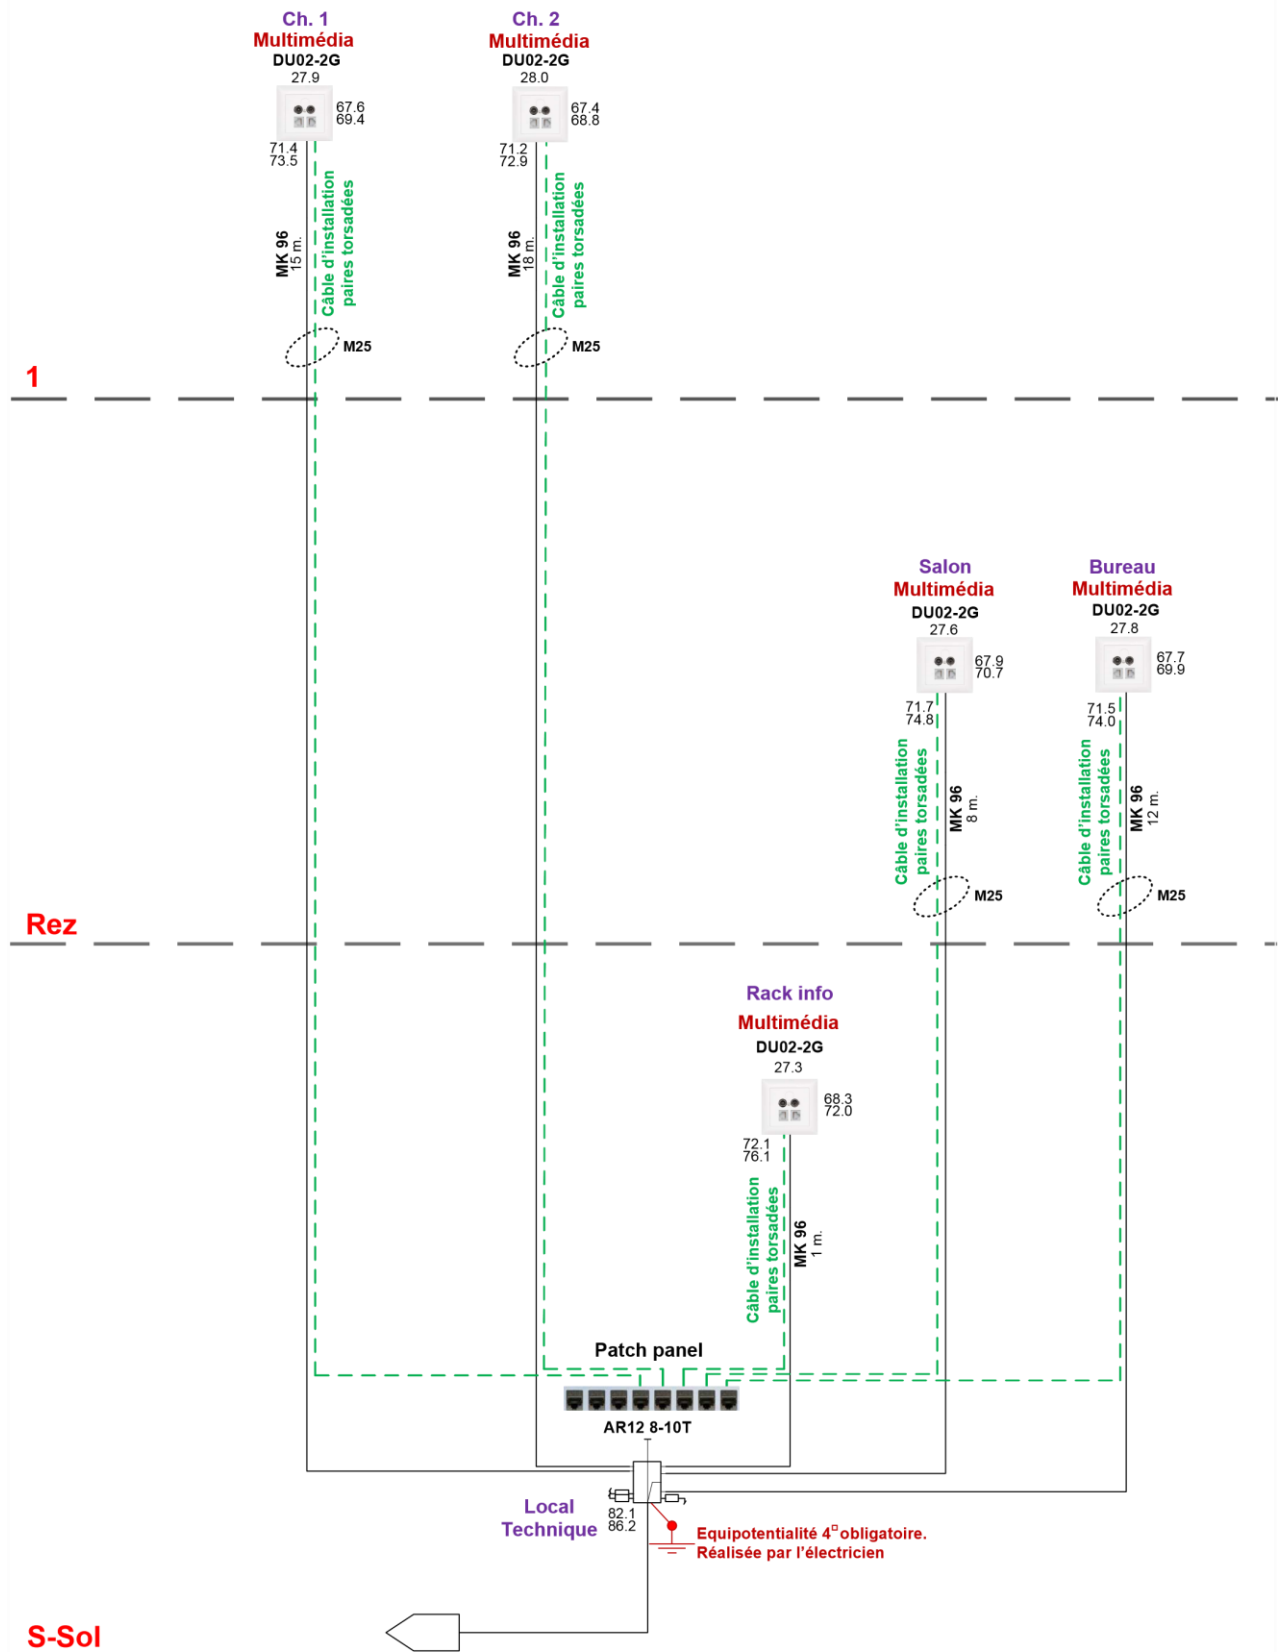 Ch. 1
Multimédia
DU02-2G
27.9
67.6
69.4
71.4
73.5
MK 96
15 m.
Câble d'installation
paires torsadées
M25
Ch. 2
Multimédia
DU02-2G
28.0
67.4
68.8
71.2
72.9
MK 96
18 m.
Câble d'installation
paires torsadées
M25
1
Salon
Multimédia
DU02-2G
27.6
67.9
70.7
71.7
74.8
Câble d'installation
paires torsadées
MK 96
8 m.
M25
Bureau
Multimédia
DU02-2G
27.8
67.7
69.9
71.5
74.0
Câble d'installation
paires torsadées
MK 96
12 m.
M25
Rez
Rack info
Multimédia
DU02-2G
27.3
68.3
72.0
72.1
76.1
Câble d'installation
paires torsadées
MK 96
1 m.
Patch panel
AR12 8-10T
Local
Technique
82.1
86.2
Equipotentialité 4□ obligatoire.
Réalisée par l'électricien
S-Sol